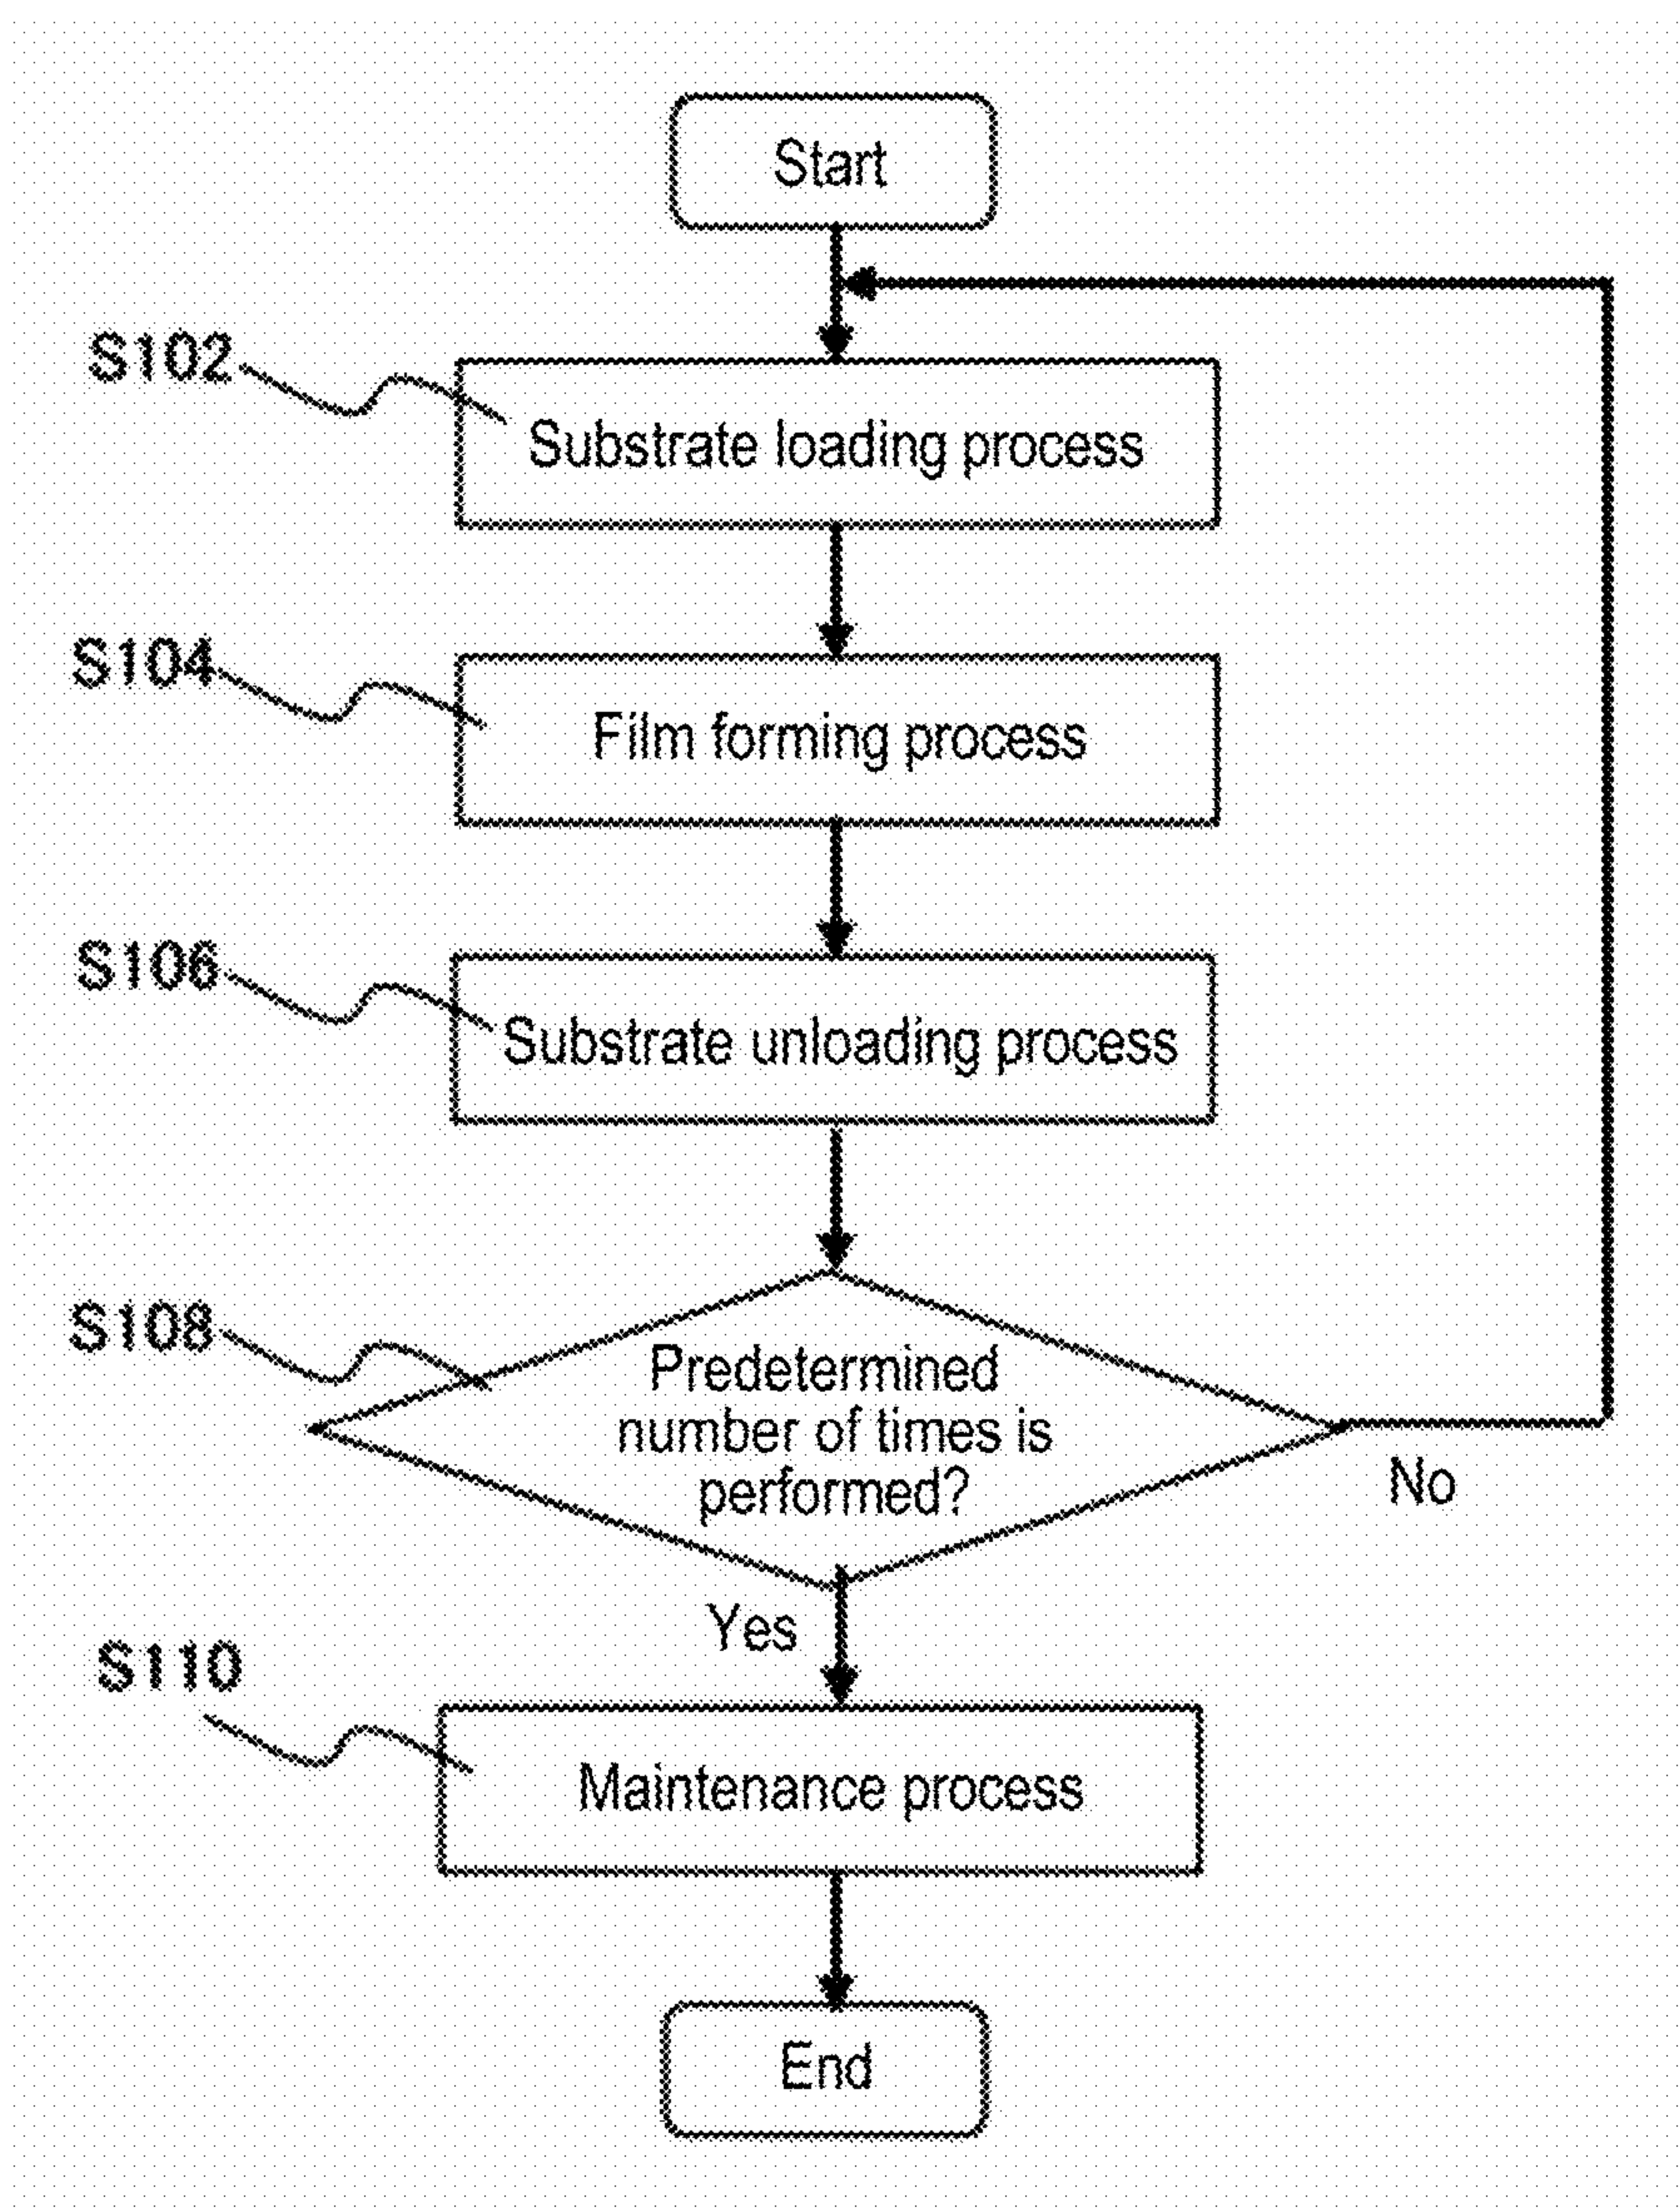 Start
S102
Substrate loading process
S104
Film forming process
S106
Substrate unloading process
S108
Predetermined
number of times is
performed?
No
Yes
S110
Maintenance process
End